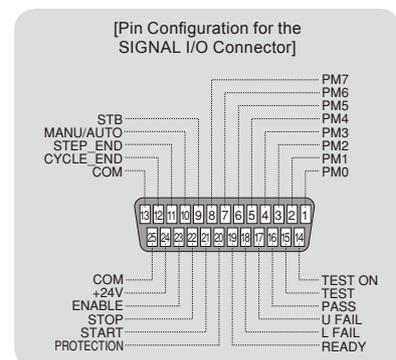 [Pin Configuration for the
SIGNAL I/O Connector]
PM7
PM6
PM5
PM4
PM3
PM2
PM1
PM0
STB
MANU/AUTO
STEP_END
CYCLE_END
COM
13 12 11 10 9 8 7 6 5 4 3 2 1
25 24 23 22 21 20 19 18 17 16 15 14
COM
+24V
ENABLE
STOP
START
PROTECTION
TEST ON
TEST
PASS
U FAIL
L FAIL
READY